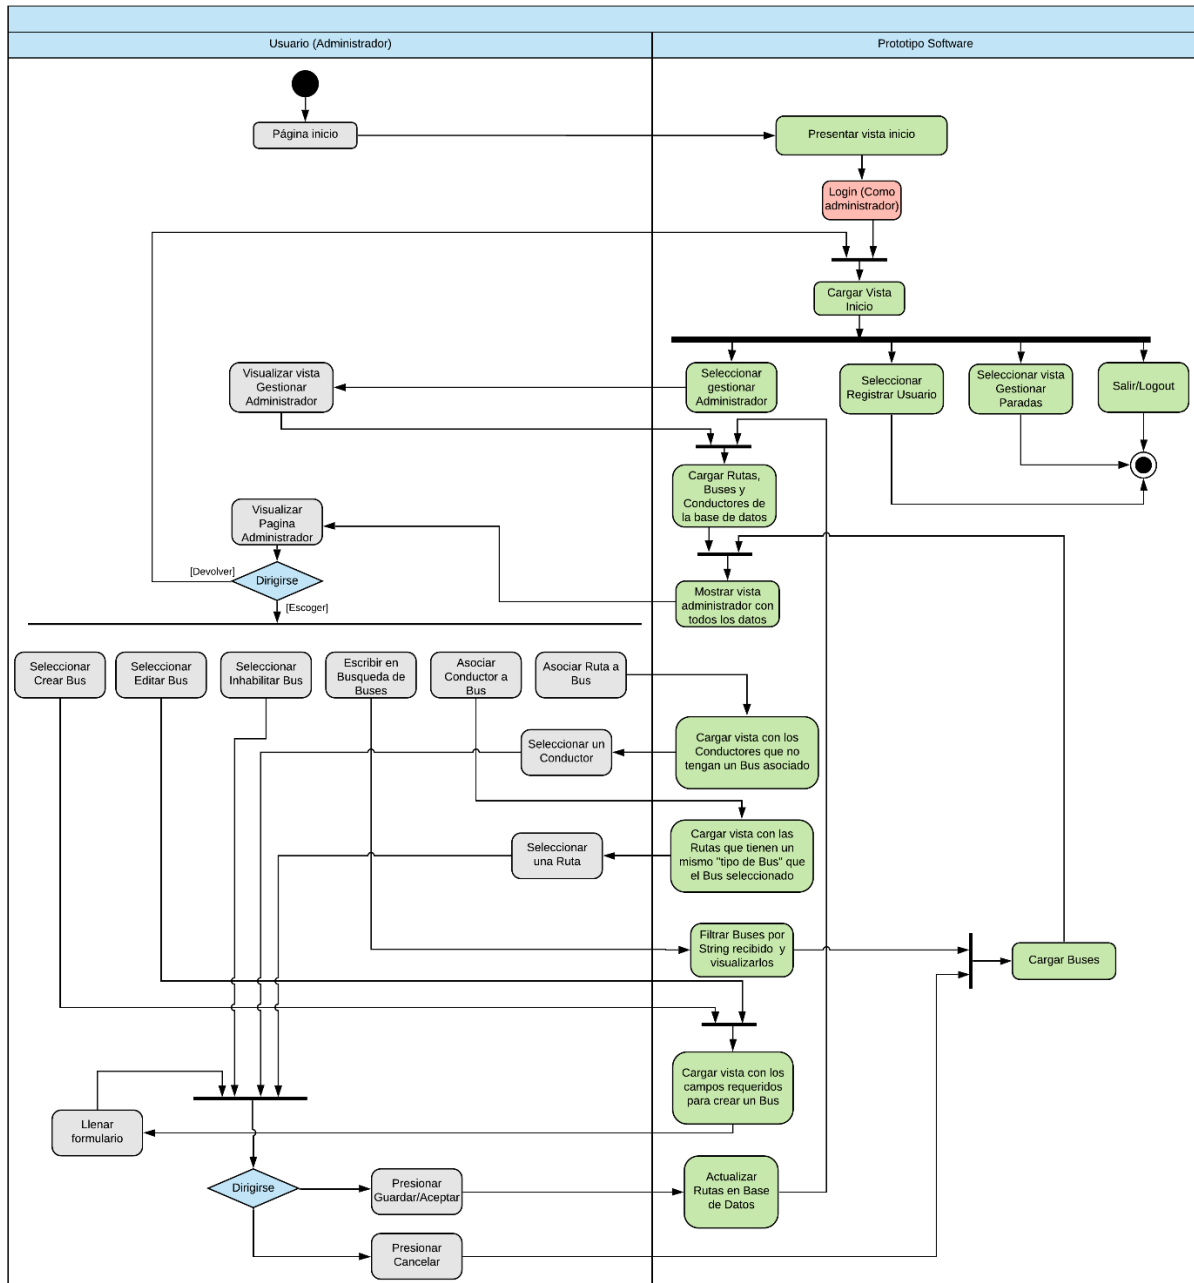 Usuario (Administrador)
Prototipo Software
Página inicio
Presentar vista inicio
Login (Como
administrador)
Cargar Vista
Inicio
Visualizar vista
Gestionar
Administrador
Seleccionar
gestionar
Administrador
Seleccionar
Registrar Usuario
Seleccionar vista
Gestionar
Paradas
Salir/Logout
Cargar Rutas,
Buses y
Conductores de
la base de datos
Visualizar
Pagina
Administrador
[Devolver]
Dirigirse
[Escoger]
Mostrar vista
administrador con
todos los datos
Seleccionar
Crear Bus
Seleccionar
Editar Bus
Seleccionar
Inhabilitar Bus
Escribir en
Busqueda de
Buses
Asociar
Conductor a
Bus
Asociar Ruta a
Bus
Seleccionar un
Conductor
Cargar vista con los
Conductores que no
tengan un Bus asociado
Seleccionar
una Ruta
Cargar vista con las
Rutas que tienen un
mismo "tipo de Bus" que
el Bus seleccionado
Filtrar Buses por
String recibido y
visualizarlos
Cargar Buses
Cargar vista con los
campos requeridos
para crear un Bus
Llenar
formulario
Dirigirse
Presionar
Guardar/Aceptar
Actualizar
Rutas en Base
de Datos
Presionar
Cancelar